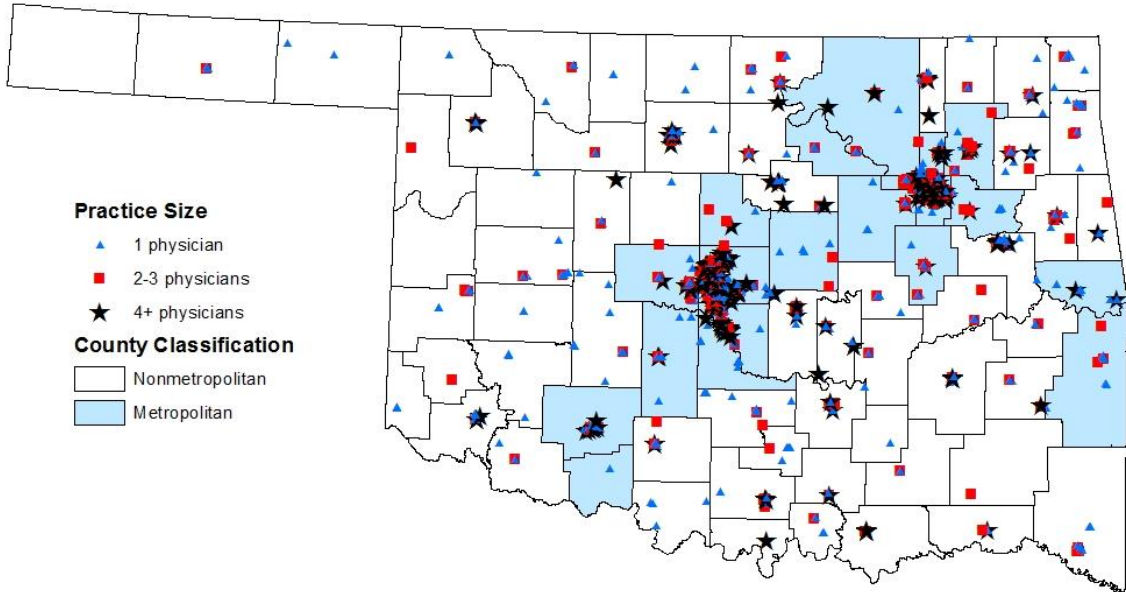 Practice Size
1 physician
2-3 physicians
4+ physicians
County Classification
Nonmetropolitan
Metropolitan